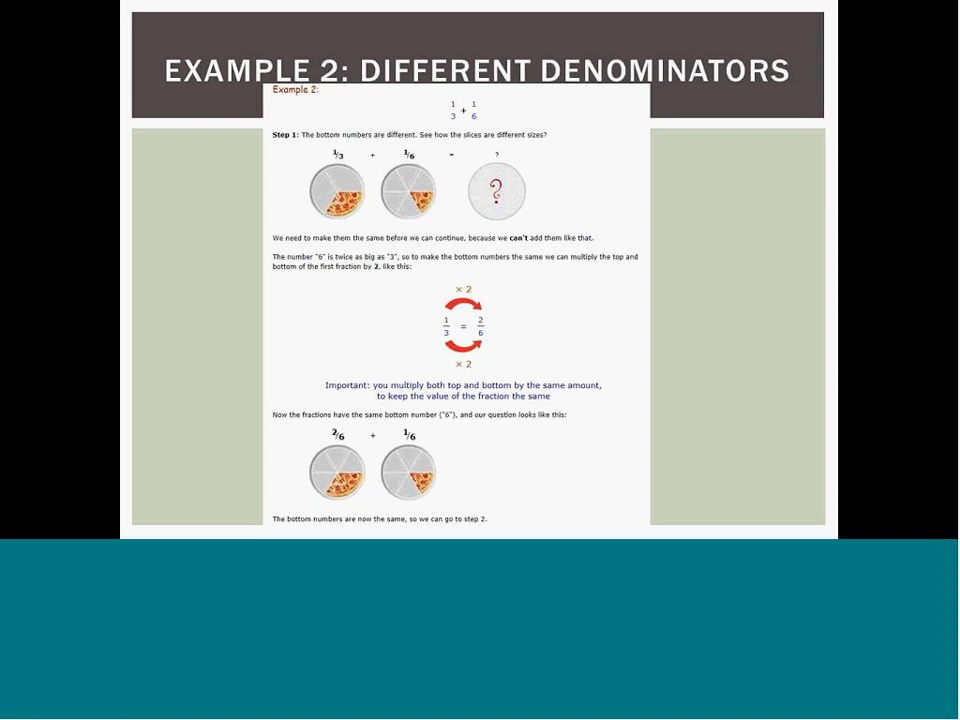 EXAMPLE 2: DIFFERENT DENOMINATORS
Example 2:
1/3 + 1/6
Step 1: The bottom numbers are different. See how the slices are different sizes?
1/3 + 1/6 = ?
?
We need to make them the same before we can continue, because we can't add them like that.
The number "6" is twice as big as "3", so to make the bottom numbers the same we can multiply the top and
bottom of the first fraction by 2, like this:
× 2
1/3 = 2/6
× 2
Important: you multiply both top and bottom by the same amount,
to keep the value of the fraction the same
Now the fractions have the same bottom number ("6"), and our question looks like this:
2/6 + 1/6
The bottom numbers are now the same, so we can go to step 2.